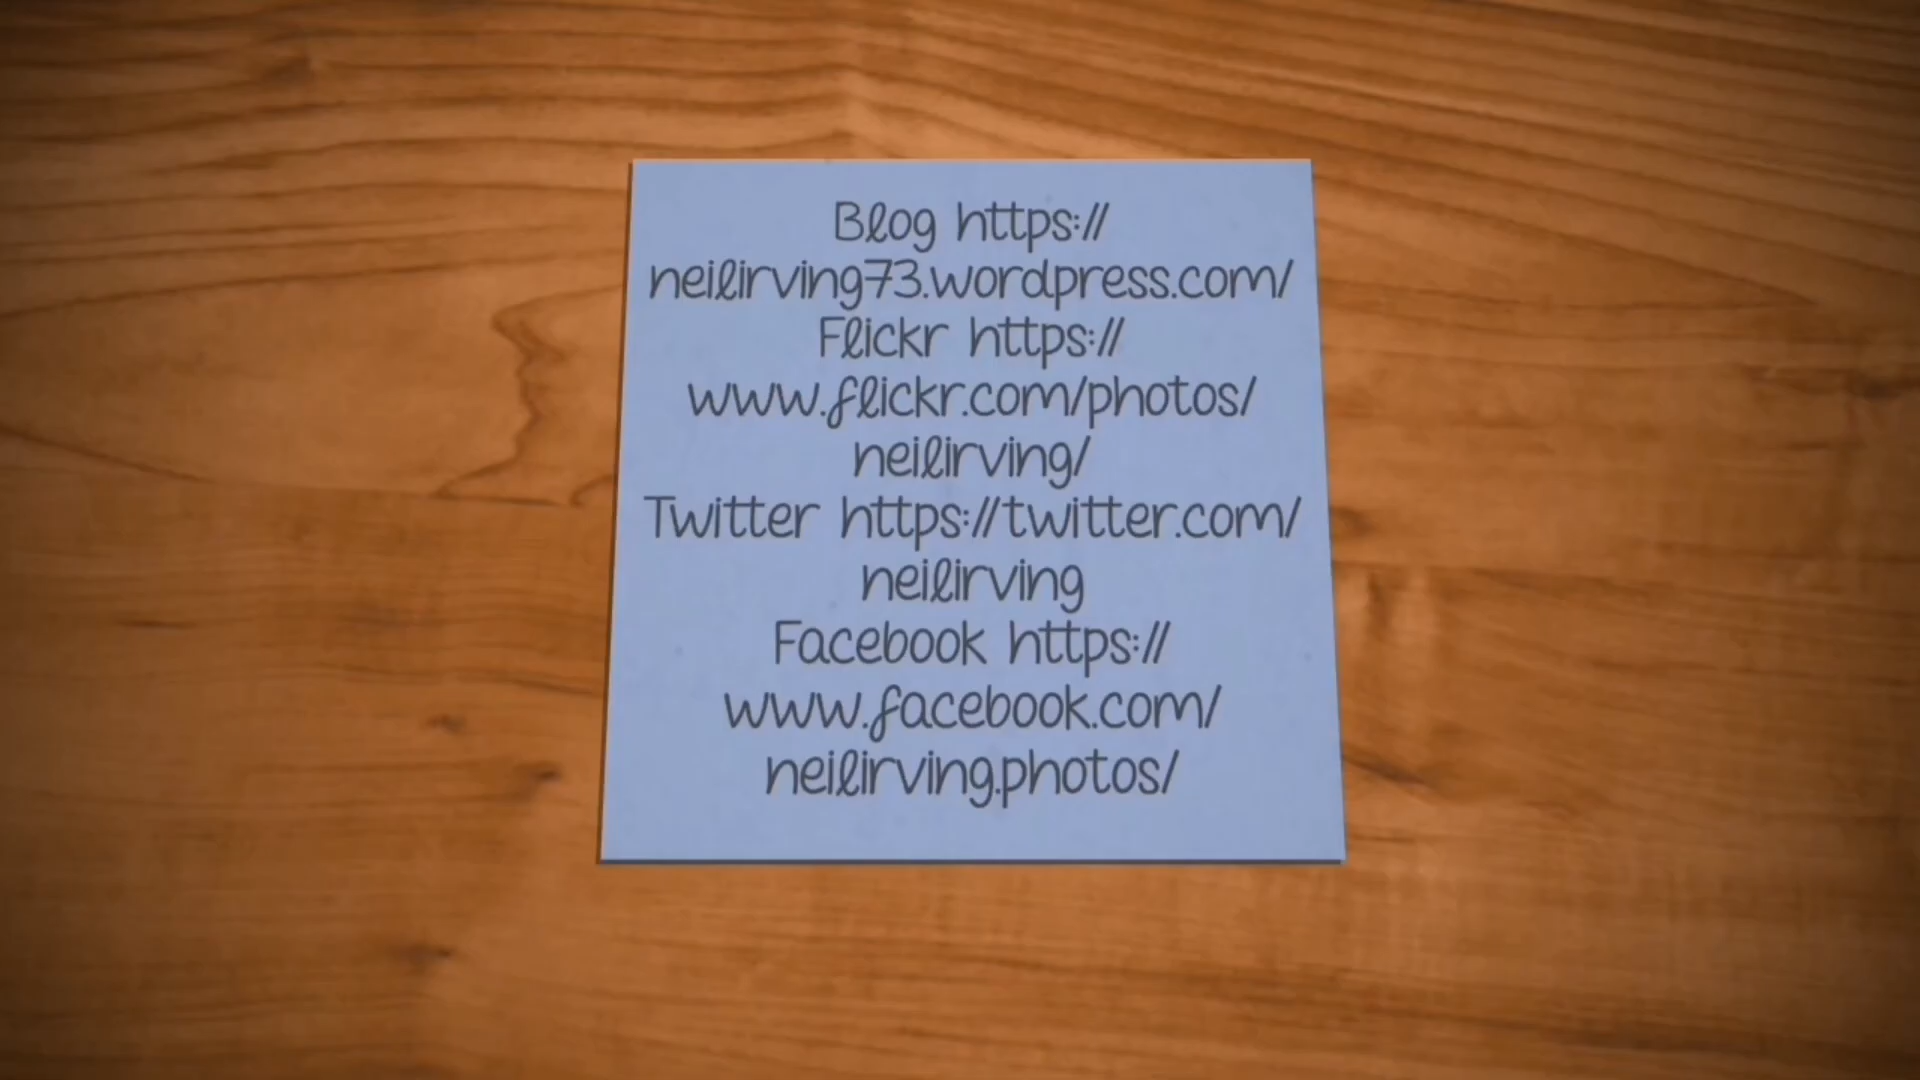 Blog https://
neilirving73.wordpress.com/
Flickr https://
www.flickr.com/photos/
neilirving/
Twitter https://twitter.com/
neilirving
Facebook https://
www.facebook.com/
neilirving.photos/